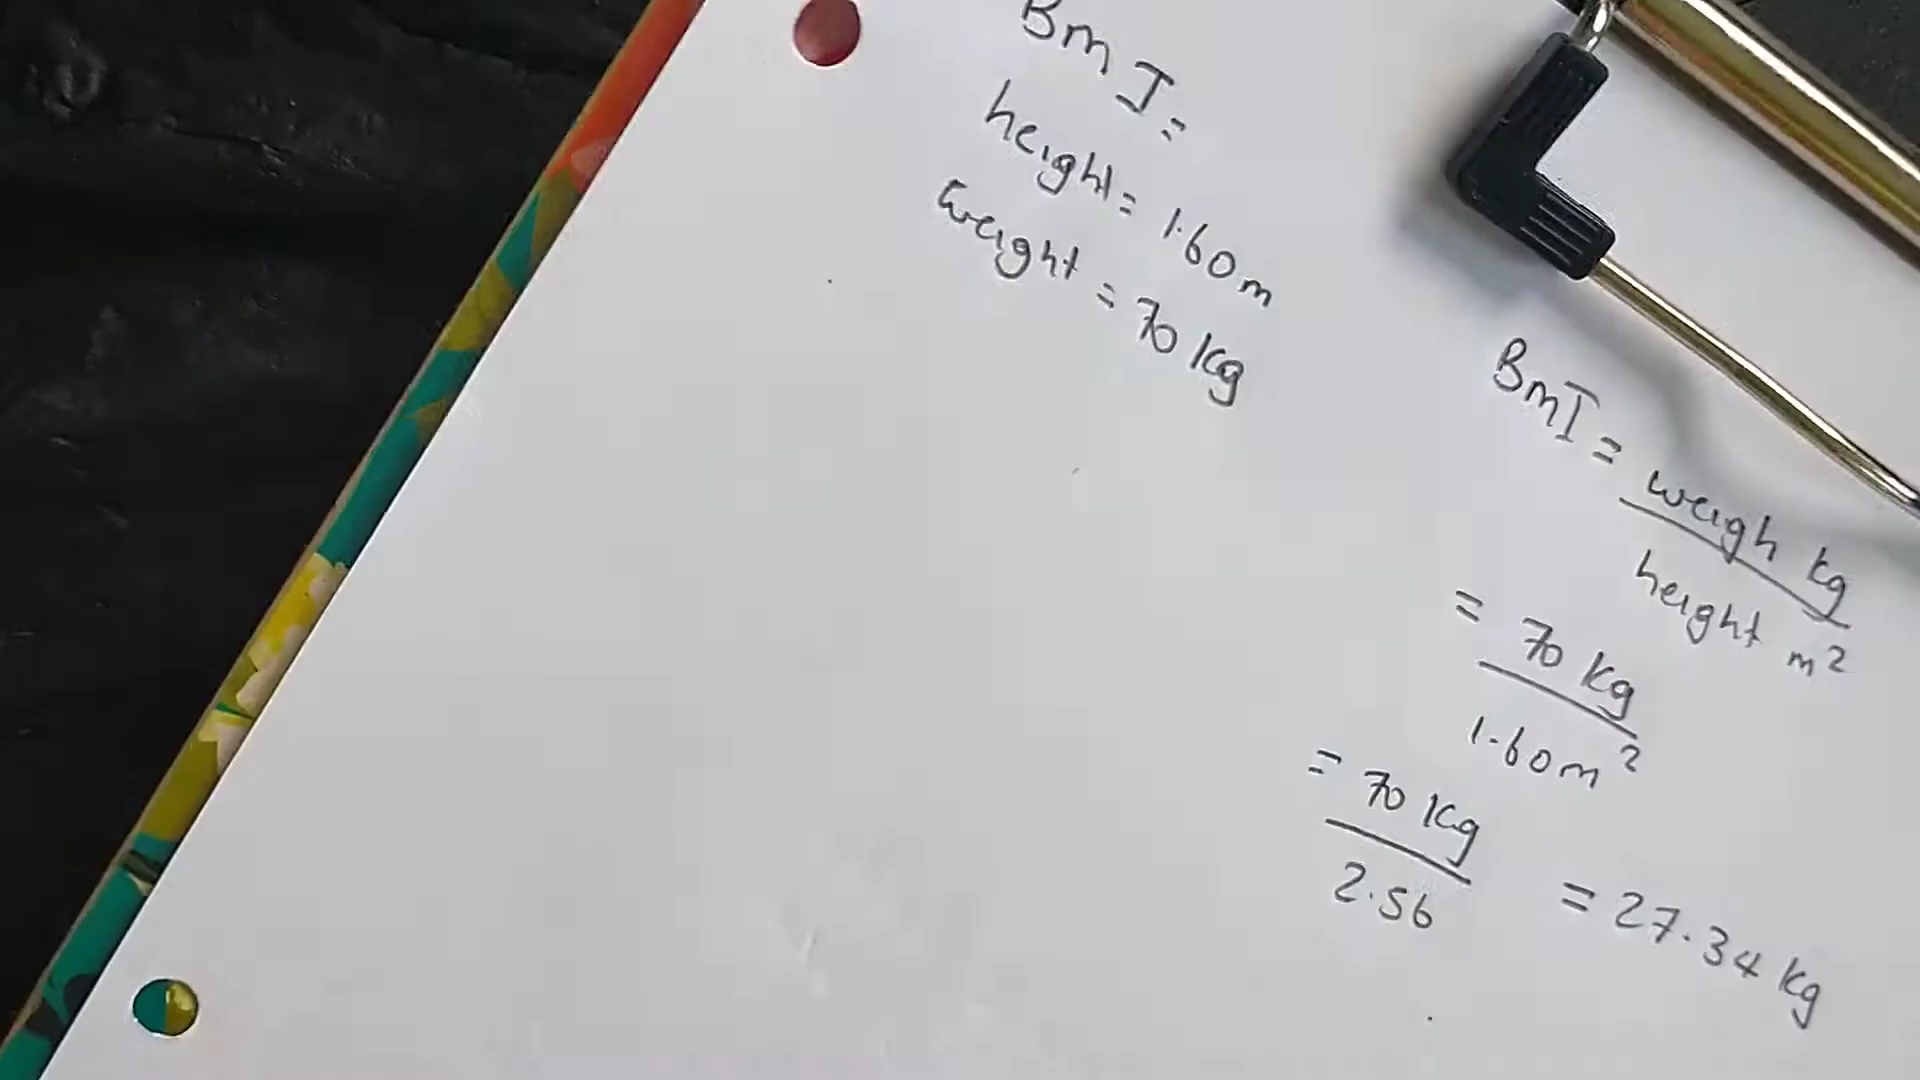 BmI=
height= 1.60m
weight = 70 kg
BmI = weigh kg
height m²
= 70 kg
1.60m²
= 70 kg
2.56
= 27.34 kg